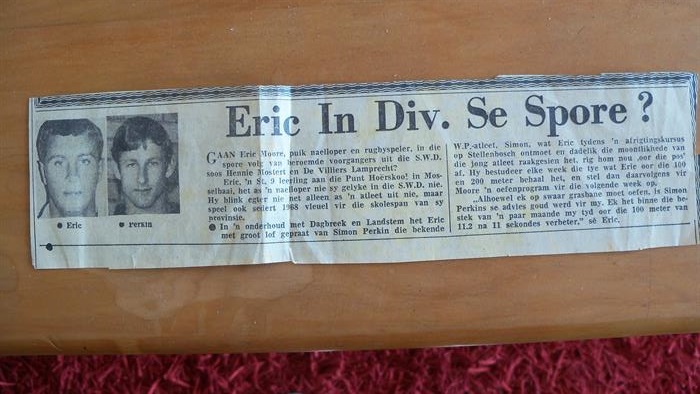 Eric In Div. Se Spore ?
GAAN Eric Moore, puik naelloper en rugbyspeler, in die
spore volg van beroemde voorgangers uit die S.W.D.
soos Hennie Mostert en De Villiers Lamprecht?
Eric, 'n St. 9 leerling aan die Punt Hoërskool in Mos-
selbaai, het as 'n naelloper nie sy gelyke in die S.W.D. nie.
Hy blink egter nie net alleen as 'n atleet uit nie, maar
speel ook sedert 1968 vleuel vir die skolespan van sy
provinsie.
In 'n onderhoud met Dagbreek en Landstem het Eric
met groot lof gepraat van Simon Perkin die bekende
W.P.-atleet, Simon, wat Eric tydens 'n afrigtingskursus
op Stellenbosch ontmoet en dadelik die moontlikhede van
die jong atleet raakgesien het, rig hom nou „oor die pos"
af. Hy bestudeer elke week die tye wat Eric oor die 100
en 200 meter behaal het, en stel dan daarvolgens vir
Moore 'n oefenprogram vir die volgende week op.
„Alhoewel ek op swaar grasbane moet oefen, is Simon
Perkins se advies goud werd vir my. Ek het binne die be-
stek van 'n paar maande my tyd oor die 100 meter van
11.2 na 11 sekondes verbeter," sê Eric.
Eric
Perkin